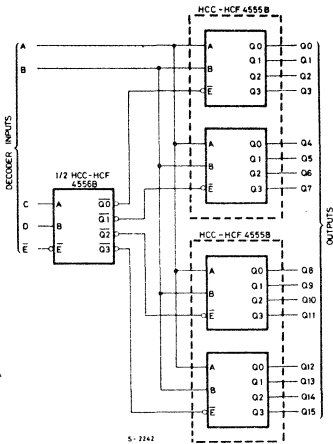 HCC-HCF 4555B
A
B
A
B
E
Q0
Q1
Q2
Q3
Q0
Q1
Q2
Q3
DECODER INPUTS
1/2 HCC-HCF
4556B
C
D
E
A
B
E
Q0
Q1
Q2
Q3
A
B
E
Q0
Q1
Q2
Q3
Q4
Q5
Q6
Q7
HCC-HCF 4555B
A
B
E
Q0
Q1
Q2
Q3
Q8
Q9
Q10
Q11
OUTPUTS
A
B
E
Q0
Q1
Q2
Q3
Q12
Q13
Q14
Q15
S-2242